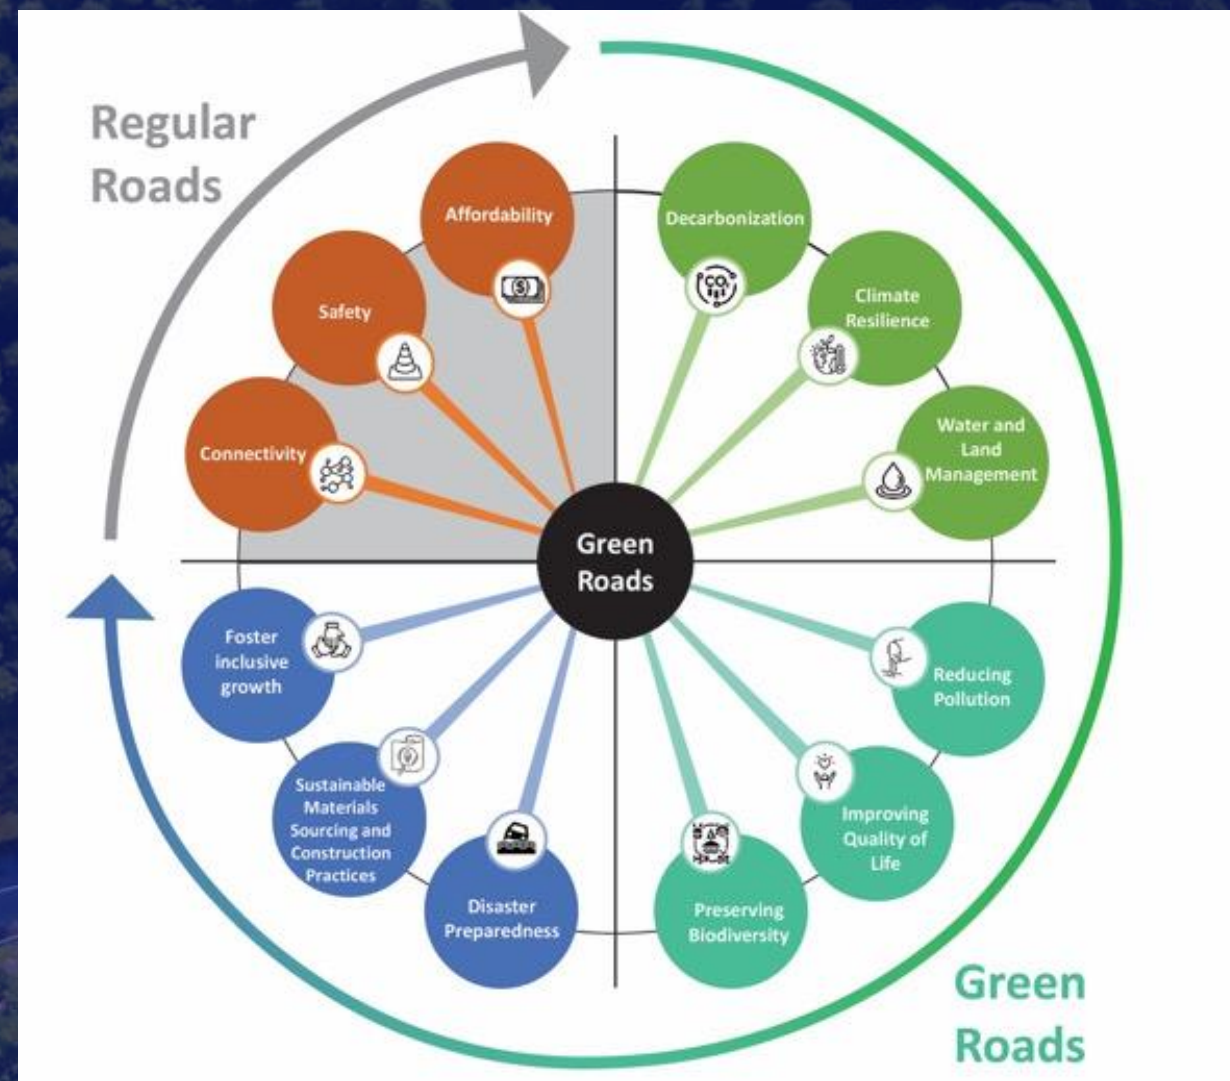 Regular
Roads
Affordability
Safety
Connectivity
Decarbonization
CO₂
Climate
Resilience
Water and
Land
Management
Green
Roads
Foster
inclusive
growth
Sustainable
Materials
Sourcing and
Construction
Practices
Disaster
Preparedness
Reducing
Pollution
Improving
Quality of
Life
Preserving
Biodiversity
Green
Roads